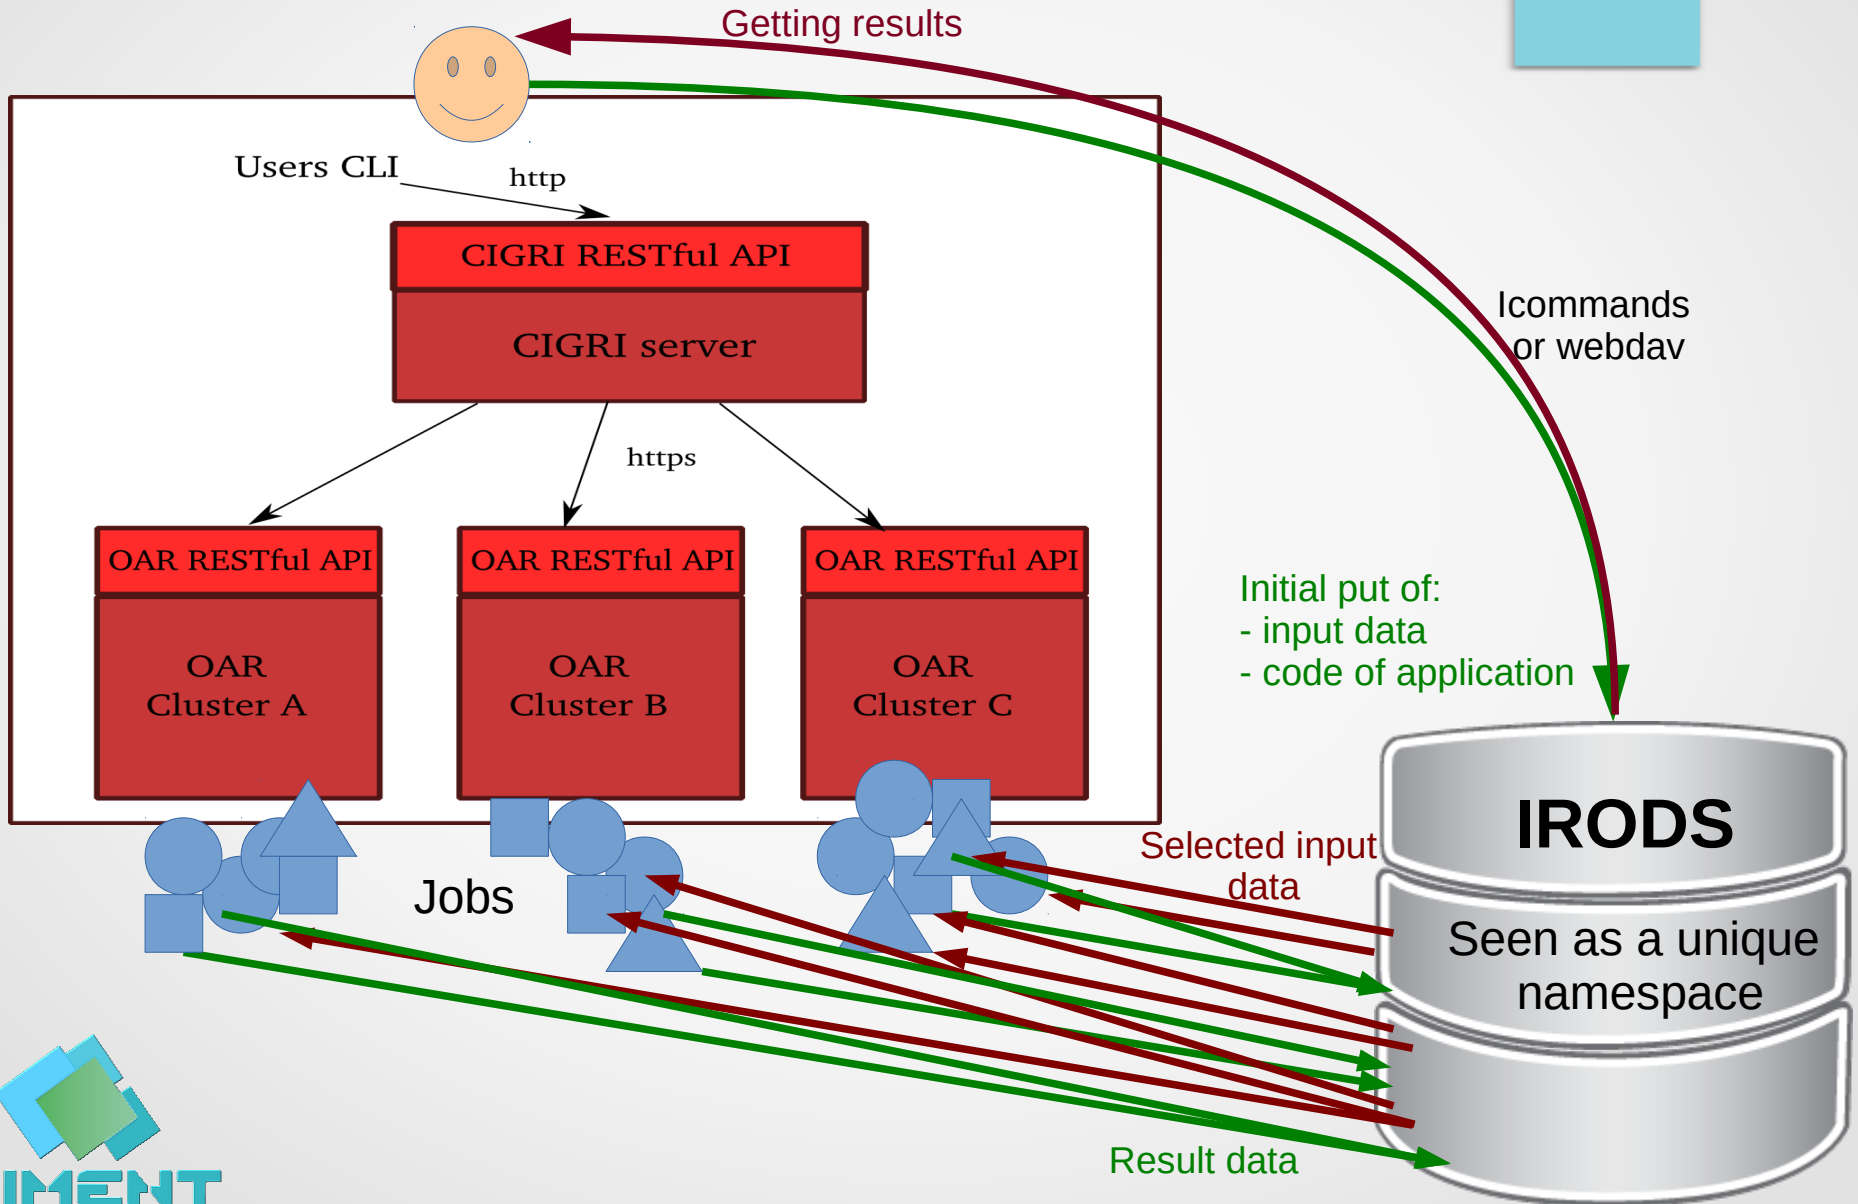 Getting results
Users CLI
http
CIGRI RESTful API
CIGRI server
https
Icommands
or webdav
OAR RESTful API
OAR RESTful API
OAR RESTful API
OAR
Cluster A
OAR
Cluster B
OAR
Cluster C
Initial put of:
- input data
- code of application
IRODS
Selected input
data
Jobs
Seen as a unique
namespace
Result data
IMENT